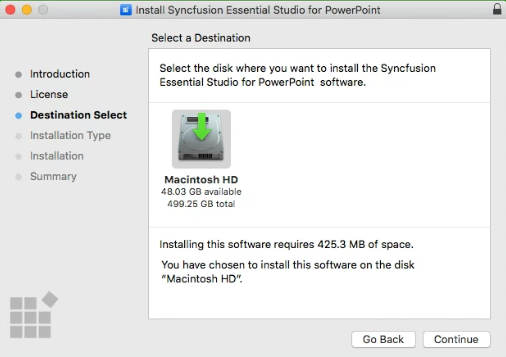 Install Syncfusion Essential Studio for PowerPoint
Select a Destination
Introduction
License
Destination Select
Installation Type
Installation
Summary
Select the disk where you want to install the Syncfusion
Essential Studio for PowerPoint software.
Macintosh HD
48.03 GB available
499.25 GB total
Installing this software requires 425.3 MB of space.
You have chosen to install this software on the disk
“Macintosh HD”.
Go Back
Continue